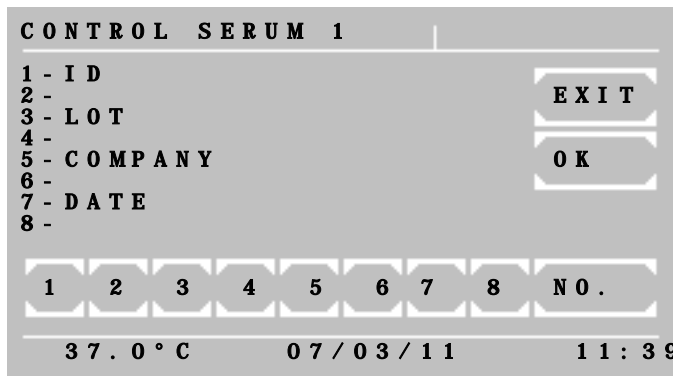 CONTROL SERUM 1
1- ID
2-
EXIT
3- LOT
4-
5- COMPANY
OK
6-
7- DATE
8-
1 2 3 4 5 6 7 8 NO.
37.0°C 07/03/11 11:39